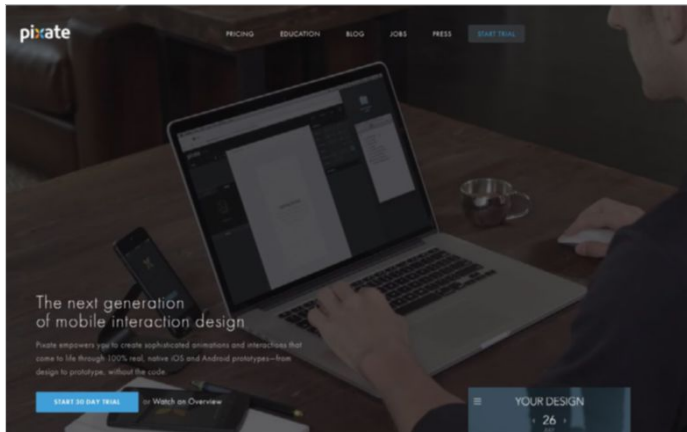 pixate
PRICING EDUCATION BLOG JOBS PRESS START TRIAL
The next generation
of mobile interaction design
Pixate empowers you to create sophisticated animations and interactions that
come to life through 100% real, native iOS and Android prototypes—from
design to prototype, without the code.
START 30 DAY TRIAL or Watch an Overview
YOUR DESIGN
‹ 26 ›